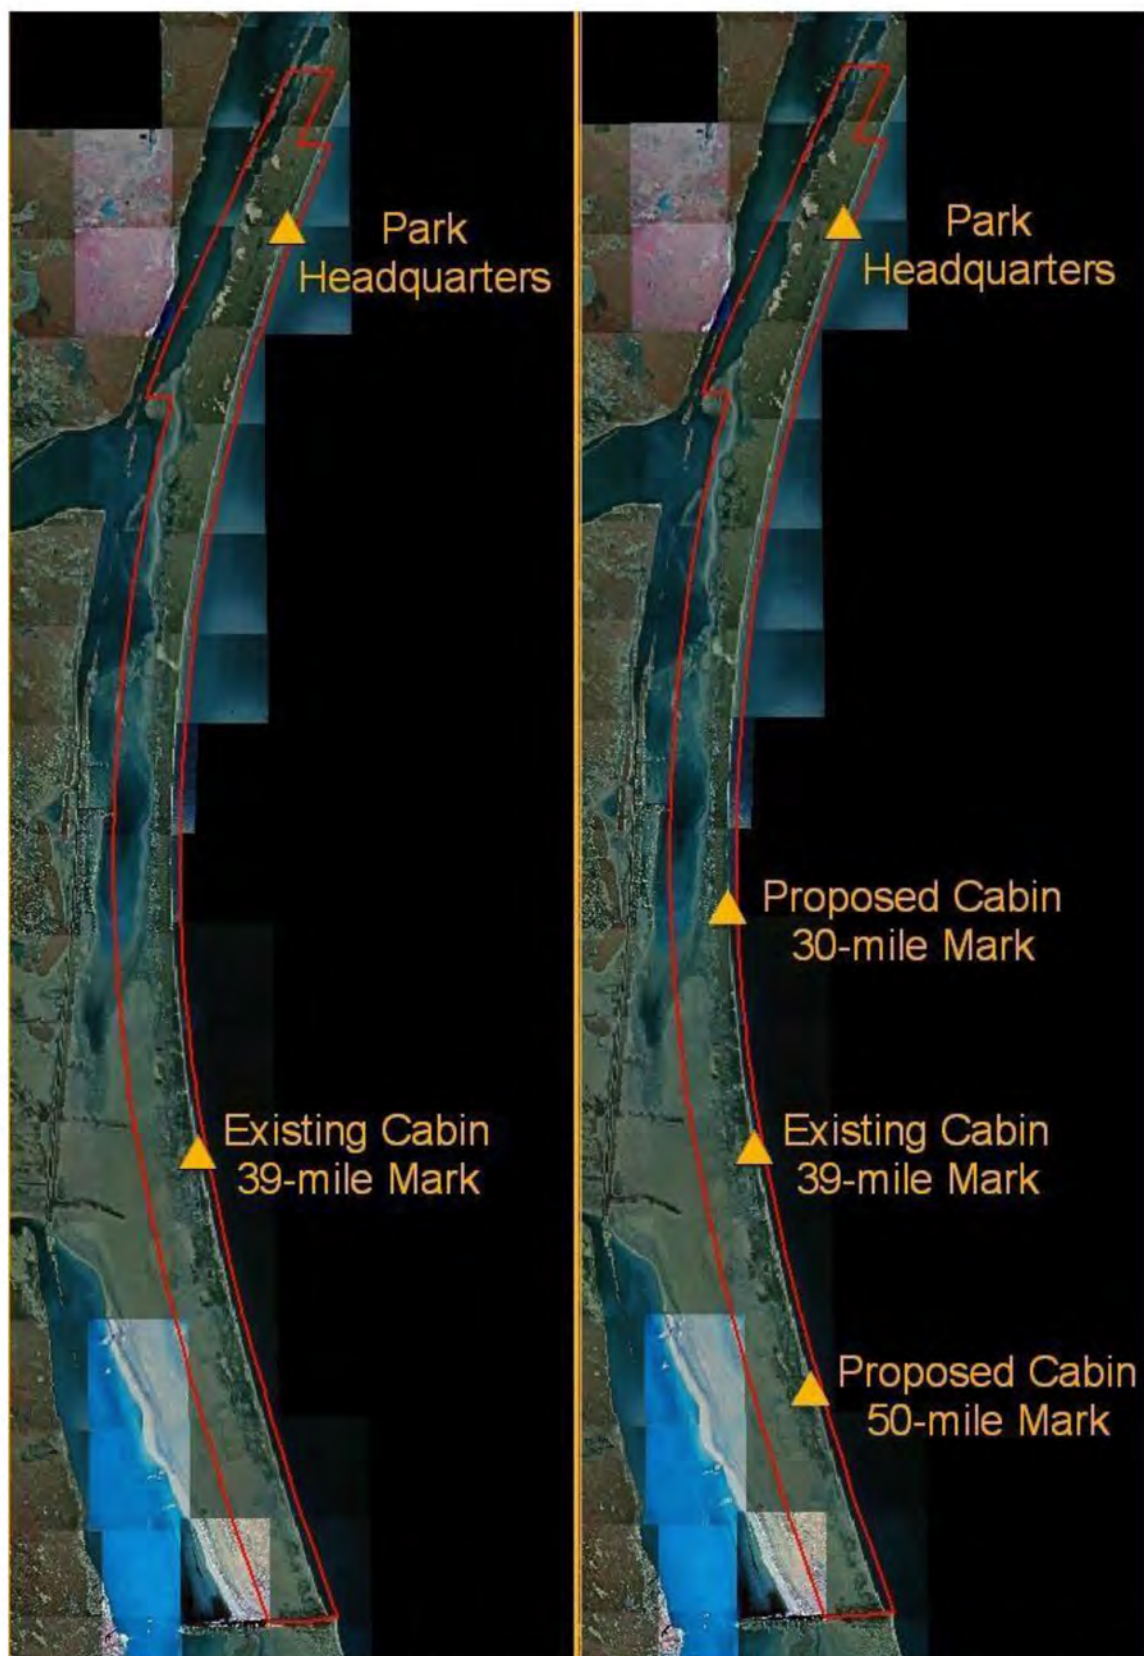 Park
Headquarters
Existing Cabin
39-mile Mark
Park
Headquarters
Proposed Cabin
30-mile Mark
Existing Cabin
39-mile Mark
Proposed Cabin
50-mile Mark